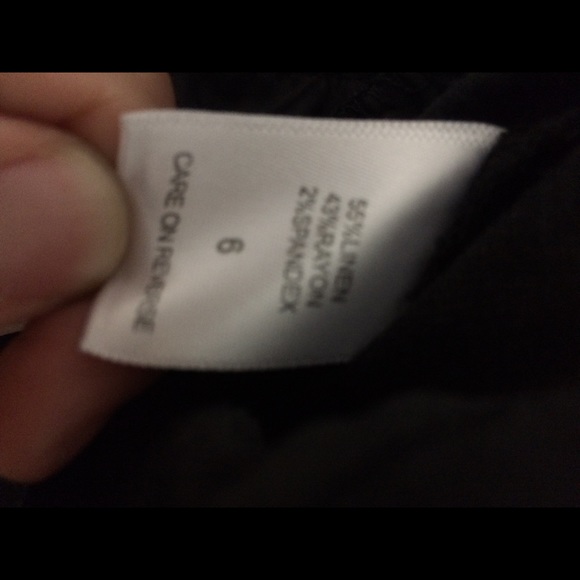 55%LINEN
43%RAYON
2%SPANDEX
6
CARE ON REVERSE